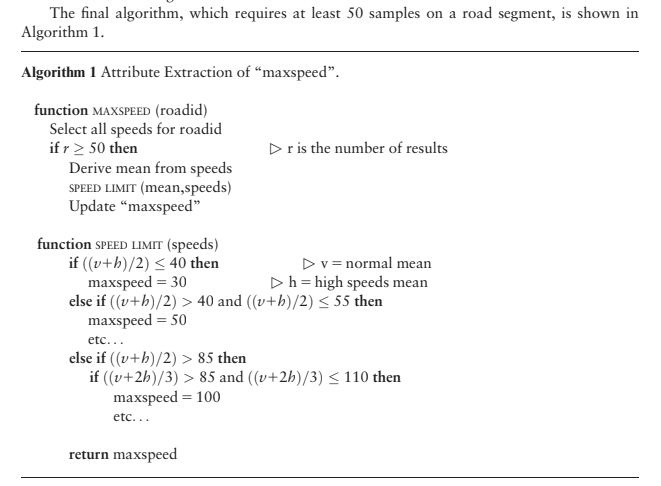 The final algorithm, which requires at least 50 samples on a road segment, is shown in
Algorithm 1.
Algorithm 1 Attribute Extraction of “maxspeed”.
function MAXSPEED (roadid)
Select all speeds for roadid
if r ≥ 50 then ▷ r is the number of results
Derive mean from speeds
SPEED LIMIT (mean,speeds)
Update “maxspeed”
function SPEED LIMIT (speeds)
if ((v+h)/2) ≤ 40 then ▷ v = normal mean
maxspeed = 30 ▷ h = high speeds mean
else if ((v+h)/2) > 40 and ((v+h)/2) ≤ 55 then
maxspeed = 50
etc...
else if ((v+h)/2) > 85 then
if ((v+2h)/3) > 85 and ((v+2h)/3) ≤ 110 then
maxspeed = 100
etc...
return maxspeed